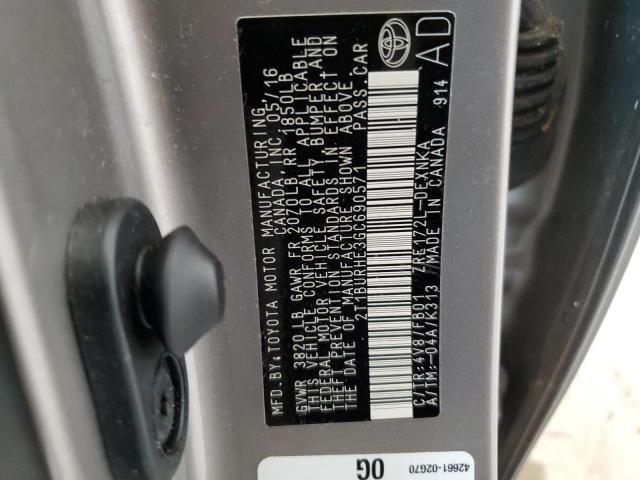 MFD.BY:TOYOTA MOTOR MANUFACTURING
CANADA, INC. 05/16
GVWR 3820 LB GAWR FR 2070LB RR 1850LB
THIS VEHICLE CONFORMS TO ALL APPLICABLE
FEDERAL MOTOR VEHICLE SAFETY, BUMPER, AND
THEFT PREVENTION STANDARDS IN EFFECT ON
THE DATE OF MANUFACTURE SHOWN ABOVE.
2T1BURHE3GC690571 PASS. CAR
AD
C/TR:4V8/FB01 ZRE172L-DEXNKA
A/TM:-04A/K313 MADE IN CANADA 914
42661-02G70
0G